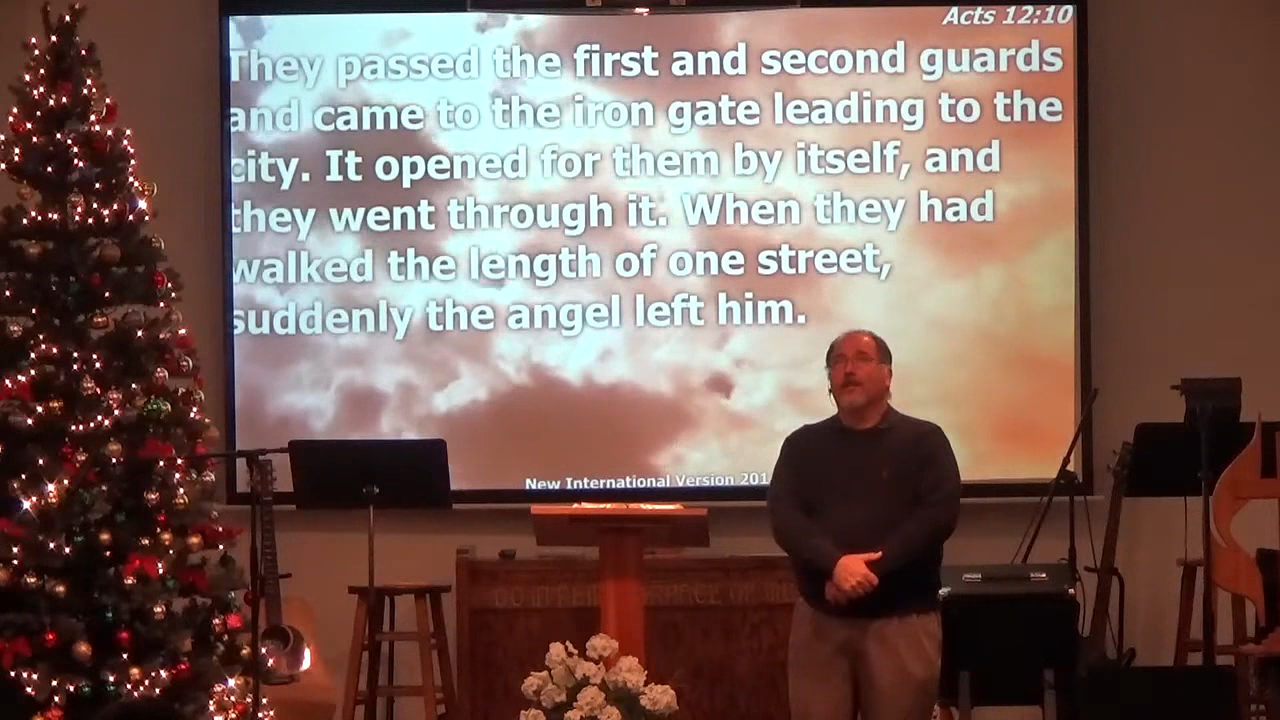 Acts 12:10
They passed the first and second guards
and came to the iron gate leading to the
city. It opened for them by itself, and
they went through it. When they had
walked the length of one street,
suddenly the angel left him.
New International Version 201